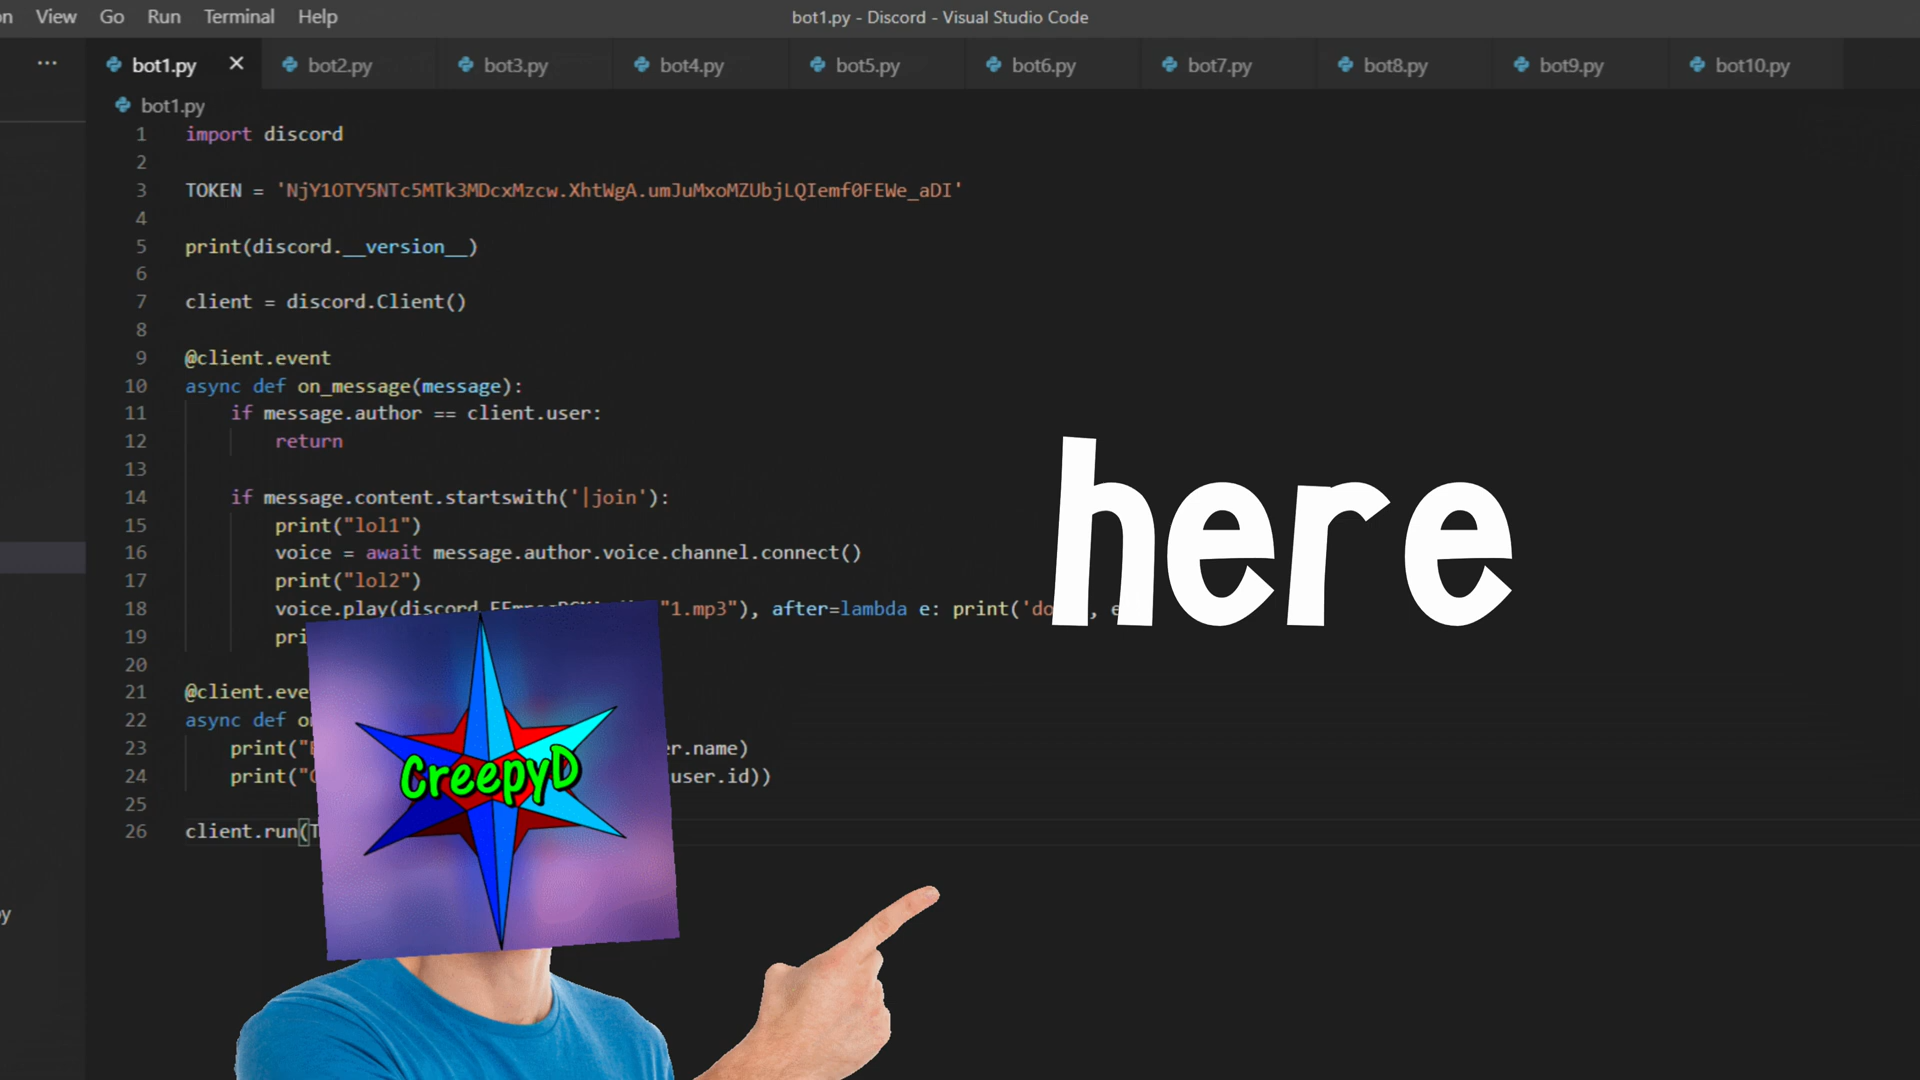 on View Go Run Terminal Help bot1.py - Discord - Visual Studio Code
... bot1.py bot2.py bot3.py bot4.py bot5.py bot6.py bot7.py bot8.py bot9.py bot10.py
bot1.py
1 import discord
2
3 TOKEN = 'NjY1OTY5NTc5MTk3MDcxMzcw.XhtWgA.umJuMxoMZUbjLQIemf0FEWe_aDI'
4
5 print(discord.__version__)
6
7 client = discord.Client()
8
9 @client.event
10 async def on_message(message):
11 if message.author == client.user:
12 return
13
14 if message.content.startswith('|join'):
15 print("lol1")
16 voice = await message.author.voice.channel.connect()
17 print("lol2")
18 voice.play(discord "1.mp3"), after=lambda e: print('do , e
here
19 pri
20
21 @client.eve
22 async def o
23 print(" er.name)
24 print(" user.id))
CreepyD
25
26 client.run(T
py